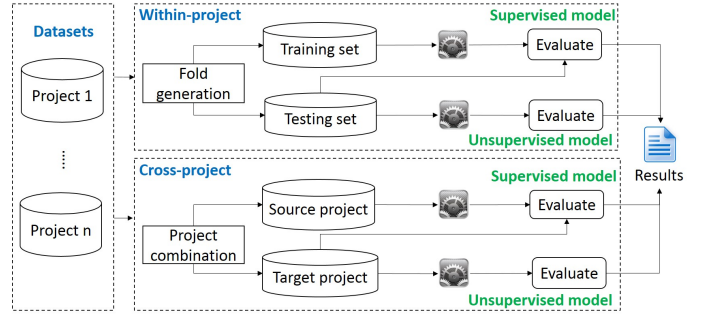 Datasets
Project 1
Project n
Within-project
Supervised model
Fold
generation
Training set
Evaluate
Testing set
Evaluate
Unsupervised model
Cross-project
Supervised model
Project
combination
Source project
Evaluate
Target project
Evaluate
Unsupervised model
Results